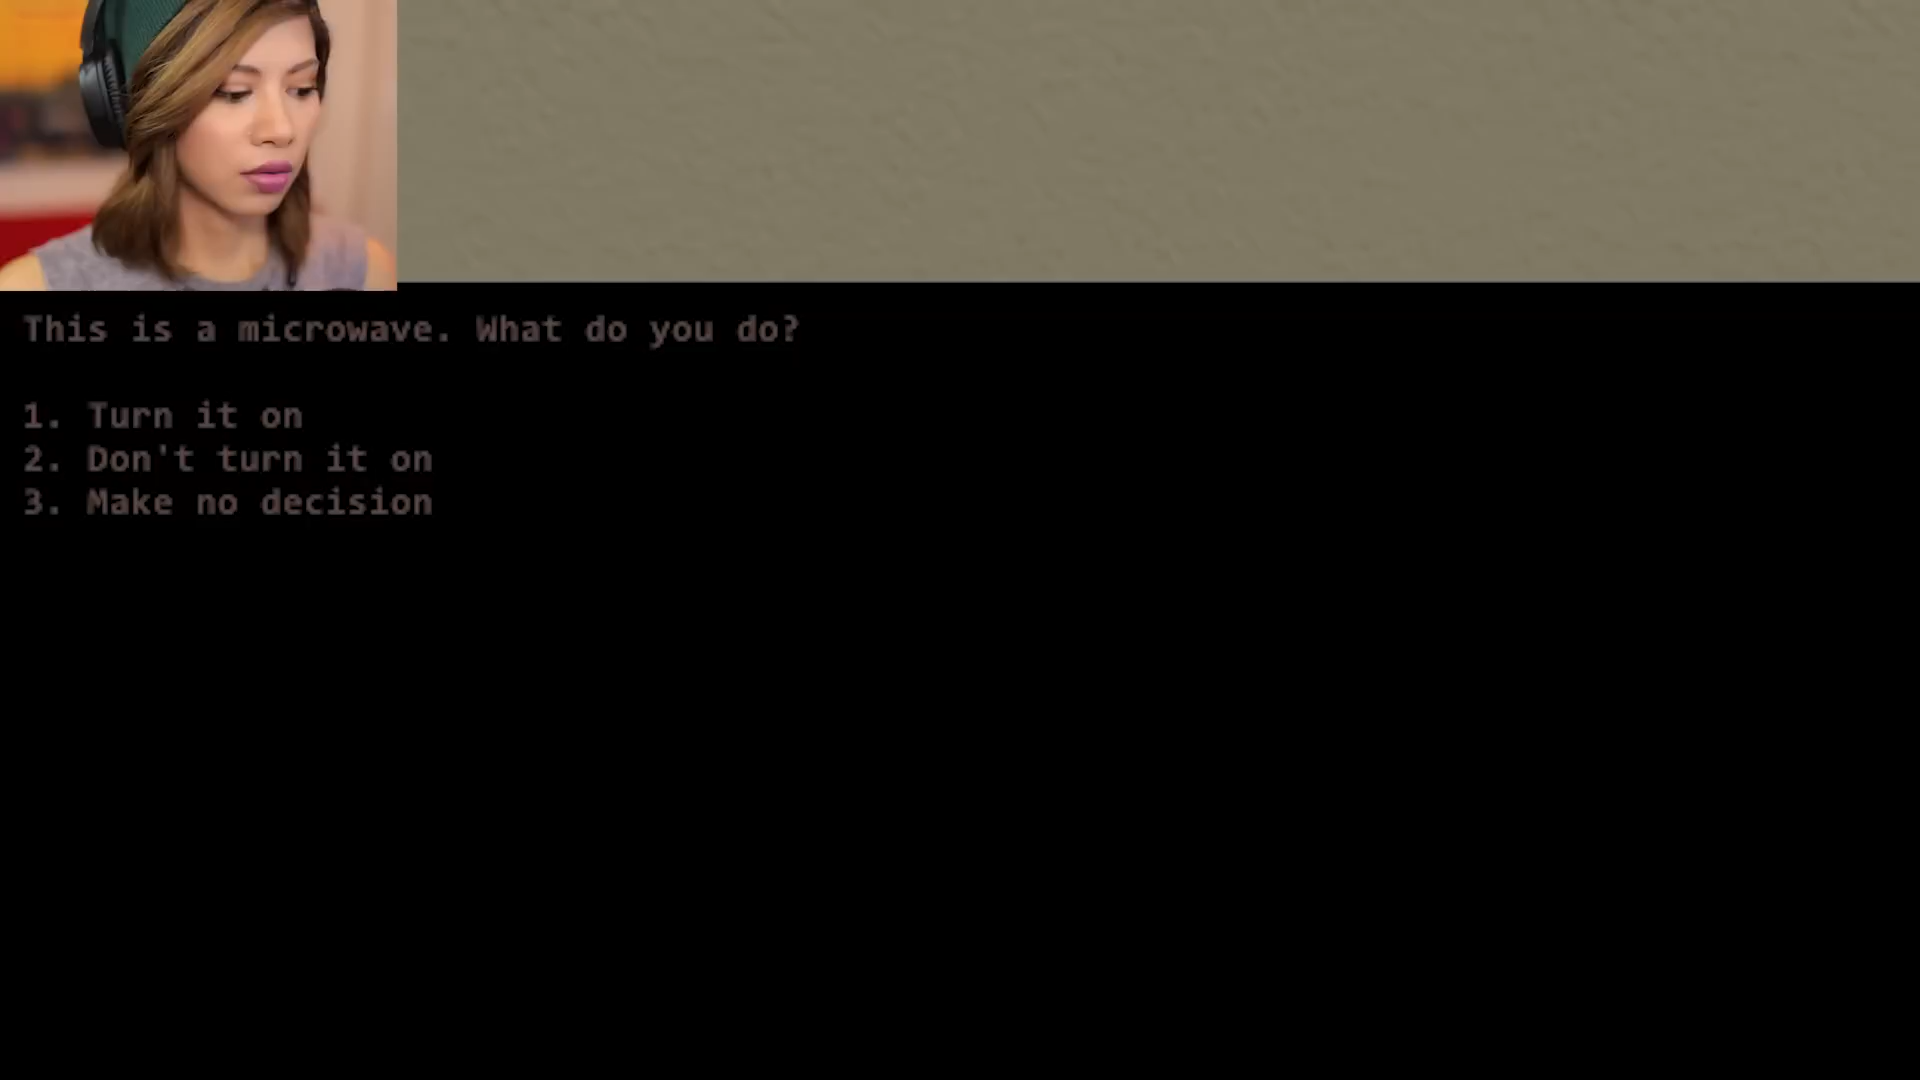 This is a microwave. What do you do?
1. Turn it on
2. Don't turn it on
3. Make no decision